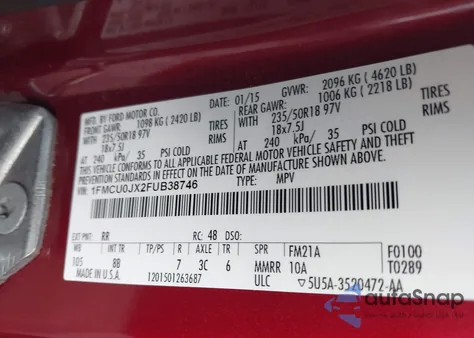 MFD. BY FORD MOTOR CO.
DATE: 01/15 GVWR: 2096 KG ( 4620 LB)
FRONT GAWR: 1098 KG ( 2420 LB) REAR GAWR: 1006 KG ( 2218 LB)
235/50R18 97V TIRES WITH 235/50R18 97V TIRES
18x7.5J RIMS 18x7.5J RIMS
AT 240 kPa/ 35 PSI COLD AT 240 kPa/ 35 PSI COLD
THIS VEHICLE CONFORMS TO ALL APPLICABLE FEDERAL MOTOR VEHICLE SAFETY
AND THEFT PREVENTION STANDARDS IN EFFECT ON THE DATE OF MANUFACTURE SHOWN ABOVE.
VIN: 1FMCU0JX2FUB38746
TYPE: MPV
EXT PNT: RR RC: 48 DSO: F0100
T0289
105 INT TR TP/PS R AXLE TR SPR FM21A
BB 7 3C 6 MMRR 10A
MADE IN U.S.A. 1201501263687 ULC ▽5U5A-3520472-AA
autoSnap